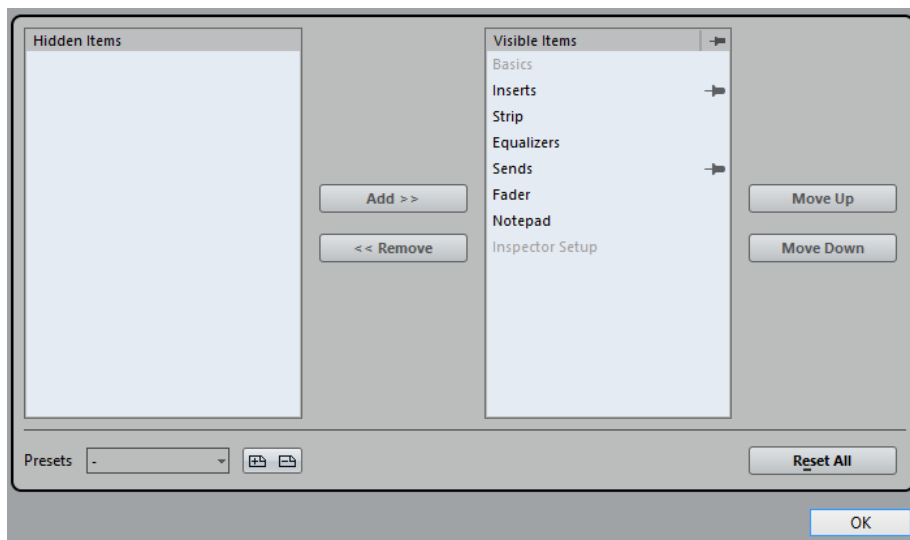 Hidden Items
Visible Items
Basics
Inserts
Strip
Equalizers
Sends
Fader
Notepad
Inspector Setup
Add >>
<< Remove
Move Up
Move Down
Presets
-
Reset All
OK